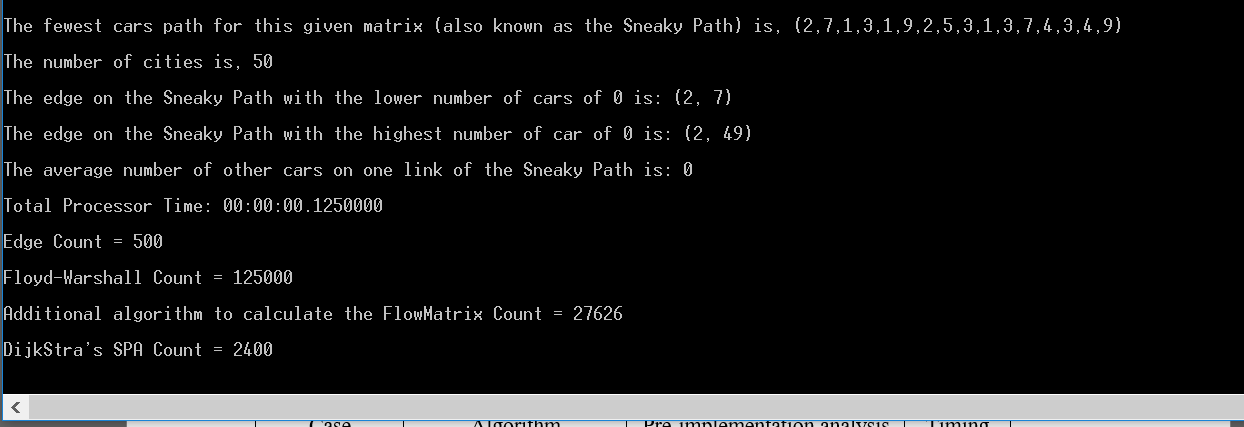 The fewest cars path for this given matrix (also known as the Sneaky Path) is, (2,7,1,3,1,9,2,5,3,1,3,7,4,3,4,9)
The number of cities is, 50
The edge on the Sneaky Path with the lower number of cars of 0 is: (2, 7)
The edge on the Sneaky Path with the highest number of car of 0 is: (2, 49)
The average number of other cars on one link of the Sneaky Path is: 0
Total Processor Time: 00:00:00.1250000
Edge Count = 500
Floyd-Warshall Count = 125000
Additional algorithm to calculate the FlowMatrix Count = 27626
DijkStra's SPA Count = 2400
Case Algorithm Pre-implementation analysis Timing